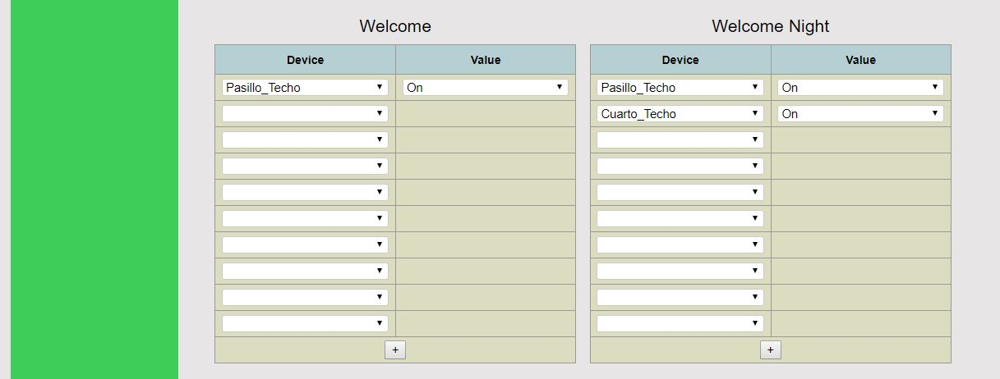 Welcome
Device Value
Pasillo_Techo On
+
Welcome Night
Device Value
Pasillo_Techo On
Cuarto_Techo On
+